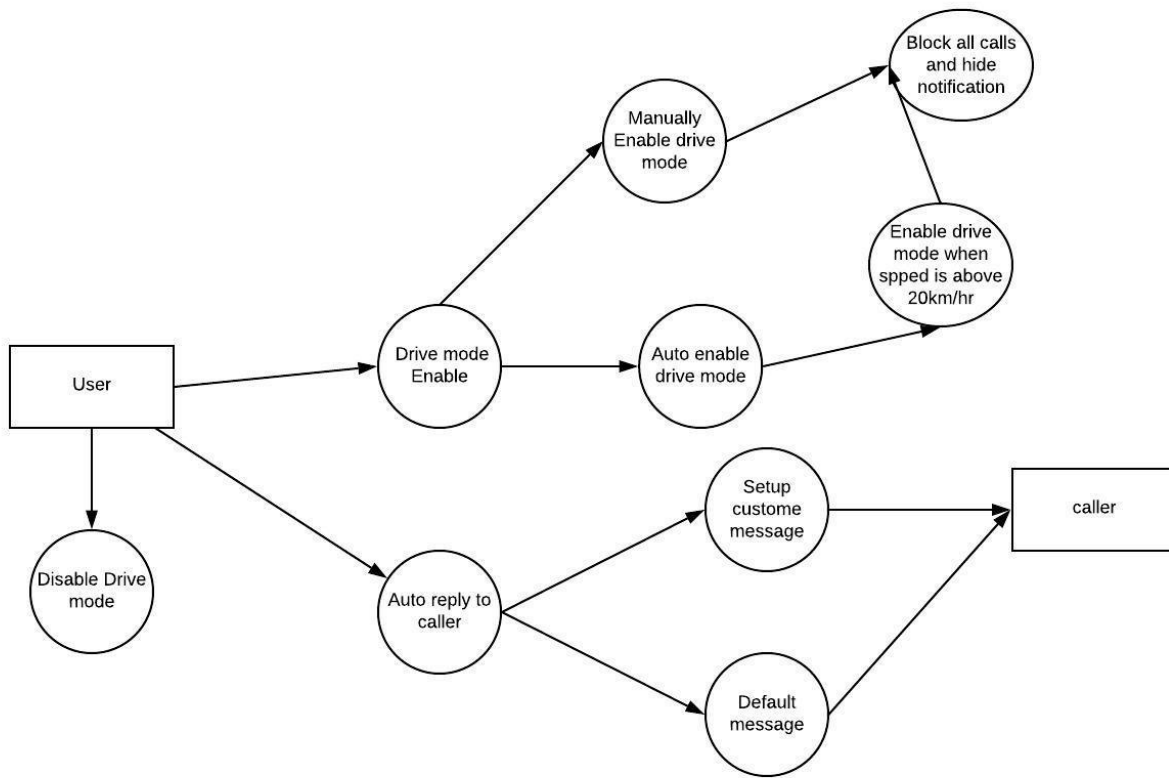 Block all calls
and hide
notification
Manually
Enable drive
mode
Enable drive
mode when
spped is above
20km/hr
User
Drive mode
Enable
Auto enable
drive mode
Setup
custome
message
caller
Disable Drive
mode
Auto reply to
caller
Default
message